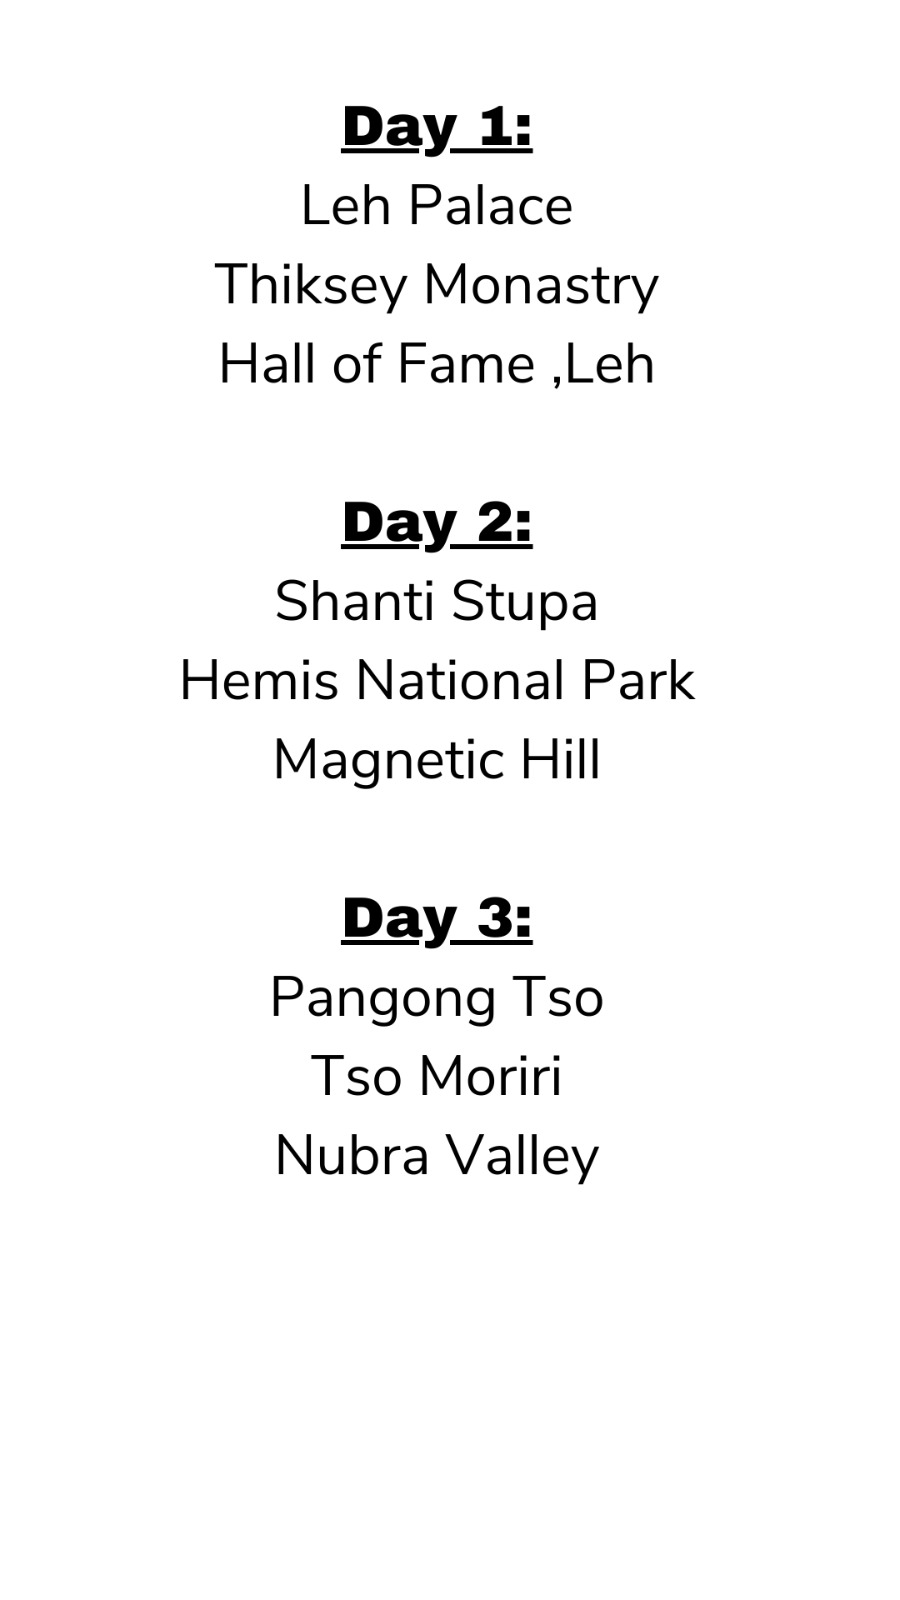 Day 1:
Leh Palace
Thiksey Monastry
Hall of Fame ,Leh
Day 2:
Shanti Stupa
Hemis National Park
Magnetic Hill
Day 3:
Pangong Tso
Tso Moriri
Nubra Valley